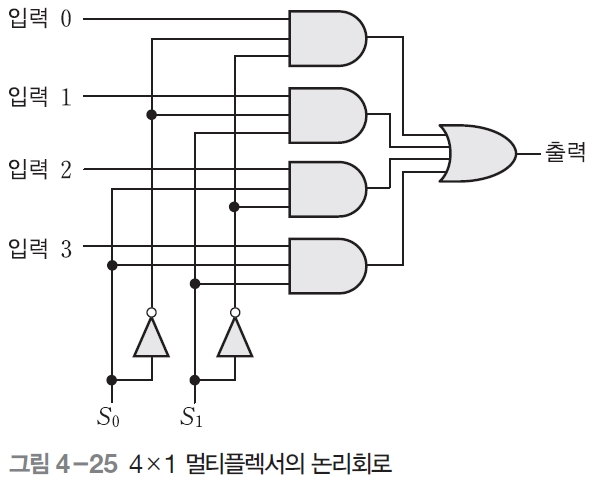 입력 0
입력 1
입력 2
입력 3
출력
S₀
S₁
그림 4-25 4×1 멀티플렉서의 논리회로